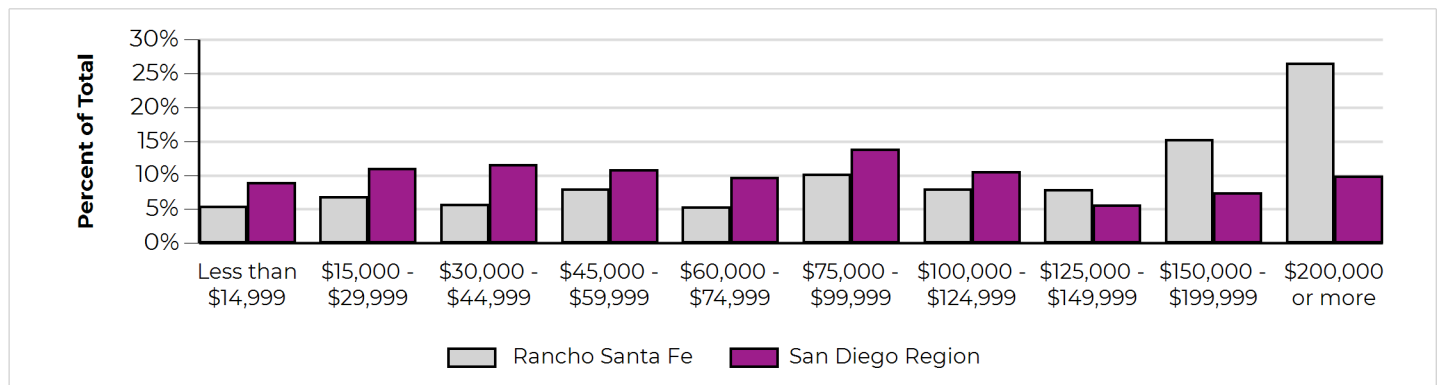 Percent of Total
30%
25%
20%
15%
10%
5%
0%
Less than $15,000 - $30,000 - $45,000 - $60,000 - $75,000 - $100,000 - $125,000 - $150,000 - $200,000
$14,999 $29,999 $44,999 $59,999 $74,999 $99,999 $124,999 $149,999 $199,999 or more
Rancho Santa Fe San Diego Region